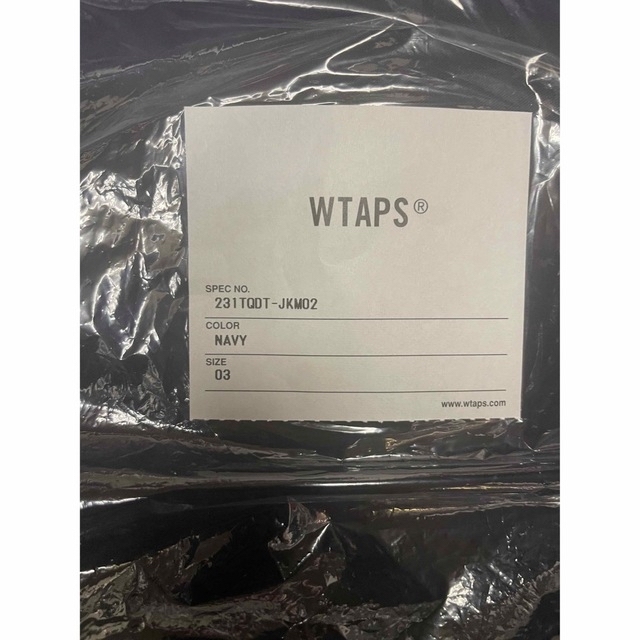 WTAPS®
SPEC NO.
231TQDT-JKM02
COLOR
NAVY
SIZE
03
www.wtaps.com